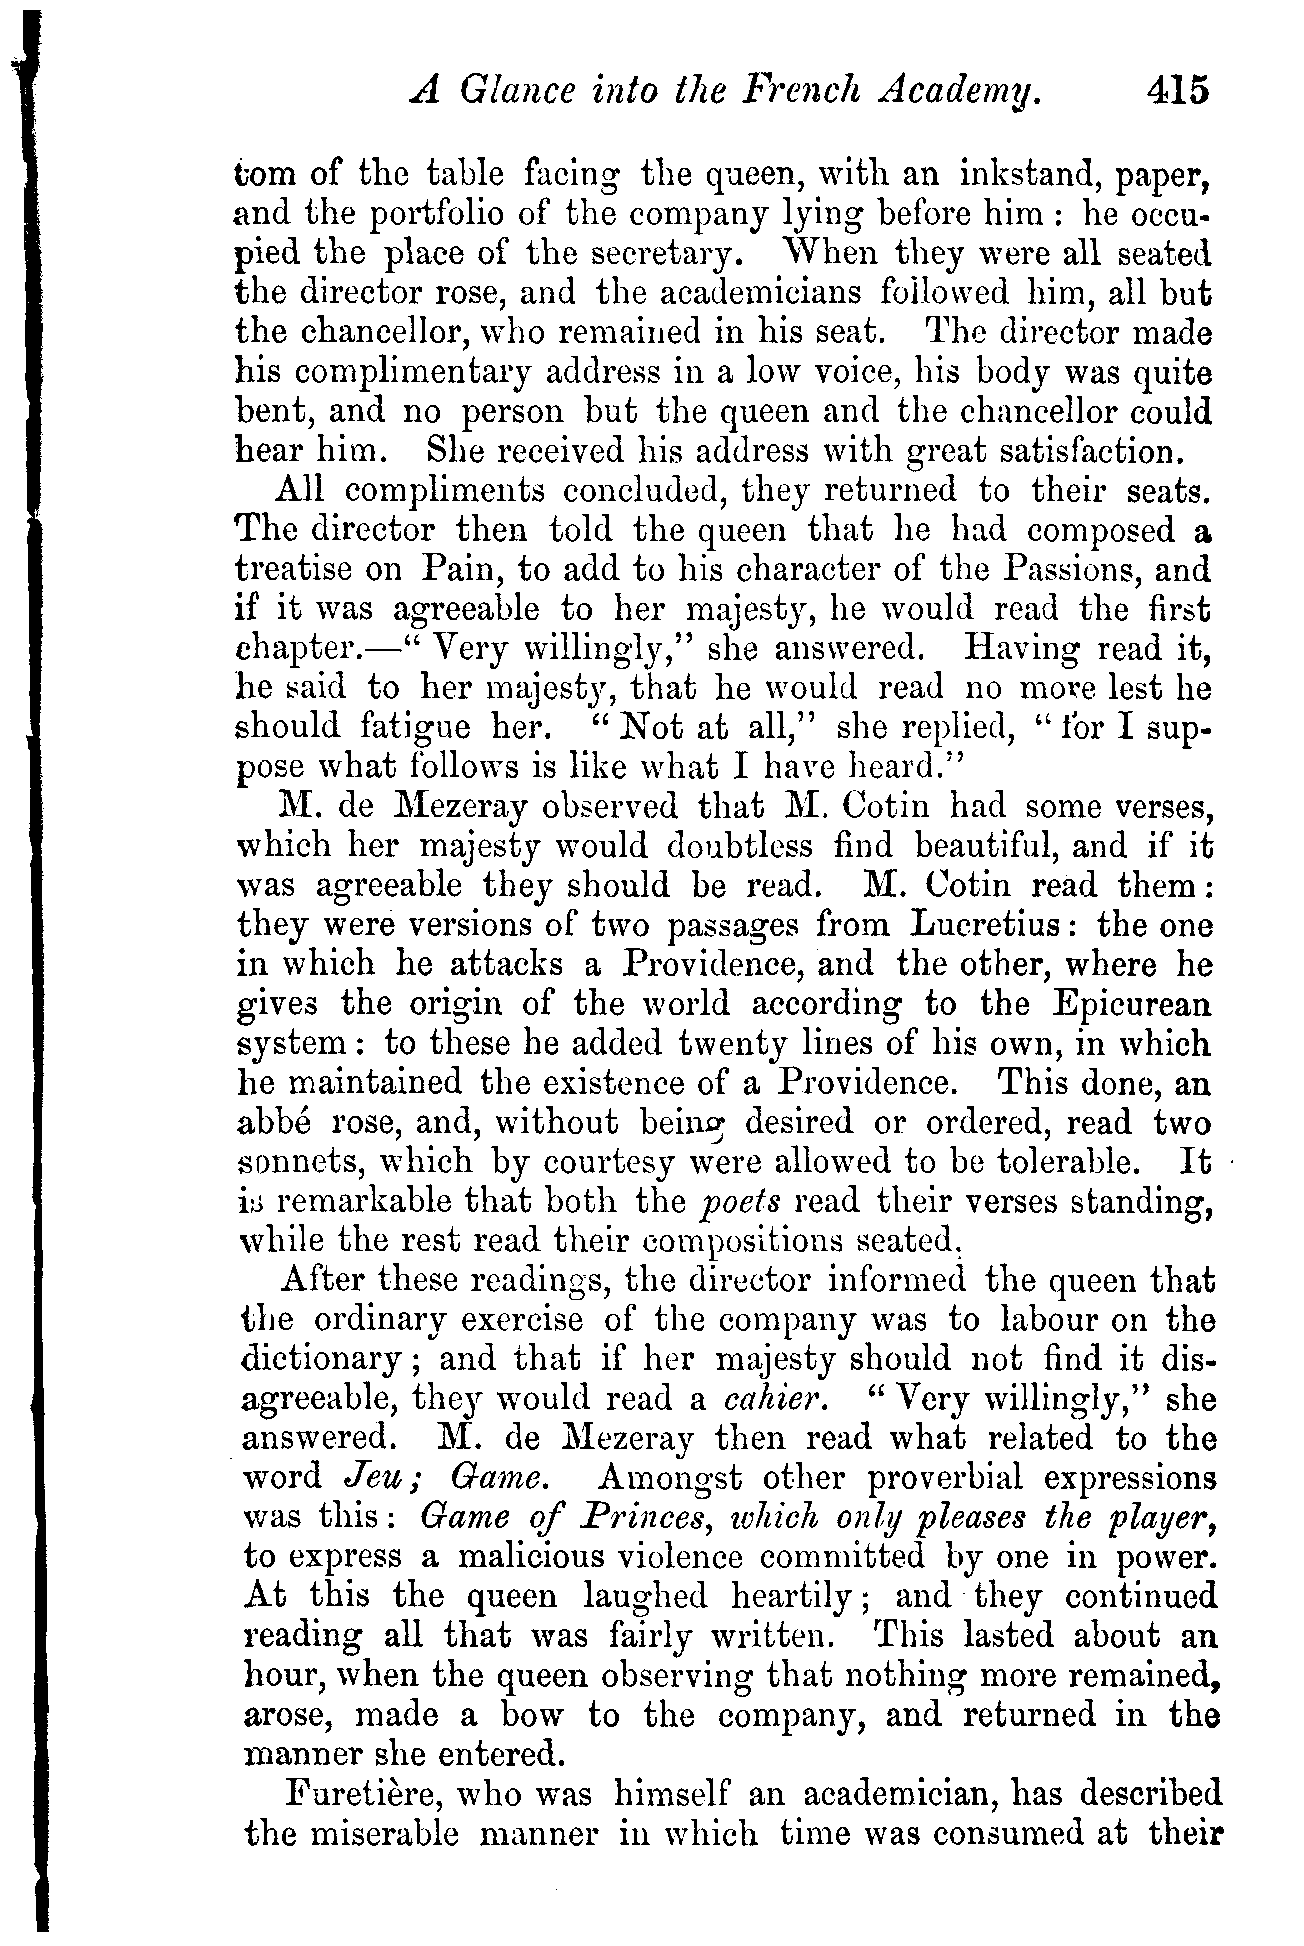 A Glance into the French Academy. 415
tom of the table facing the queen, with an inkstand, paper,
and the portfolio of the company lying before him : he occu-
pied the place of the secretary. When they were all seated
the director rose, and the academicians followed him, all but
the chancellor, who remained in his seat. The director made
his complimentary address in a low voice, his body was quite
bent, and no person but the queen and the chancellor could
hear him. She received his address with great satisfaction.
All compliments concluded, they returned to their seats.
The director then told the queen that he had composed a
treatise on Pain, to add to his character of the Passions, and
if it was agreeable to her majesty, he would read the first
chapter.—“ Very willingly,” she answered. Having read it,
he said to her majesty, that he would read no more lest he
should fatigue her. “ Not at all,” she replied, “ for I sup-
pose what follows is like what I have heard.”
M. de Mezeray observed that M. Cotin had some verses,
which her majesty would doubtless find beautiful, and if it
was agreeable they should be read. M. Cotin read them :
they were versions of two passages from Lucretius : the one
in which he attacks a Providence, and the other, where he
gives the origin of the world according to the Epicurean
system : to these he added twenty lines of his own, in which
he maintained the existence of a Providence. This done, an
abbé rose, and, without being desired or ordered, read two
sonnets, which by courtesy were allowed to be tolerable. It
is remarkable that both the poets read their verses standing,
while the rest read their compositions seated.
After these readings, the director informed the queen that
the ordinary exercise of the company was to labour on the
dictionary ; and that if her majesty should not find it dis-
agreeable, they would read a cahier. “ Very willingly,” she
answered. M. de Mezeray then read what related to the
word Jeu ; Game. Amongst other proverbial expressions
was this : Game of Princes, which only pleases the player,
to express a malicious violence committed by one in power.
At this the queen laughed heartily ; and they continued
reading all that was fairly written. This lasted about an
hour, when the queen observing that nothing more remained,
arose, made a bow to the company, and returned in the
manner she entered.
Furetière, who was himself an academician, has described
the miserable manner in which time was consumed at their